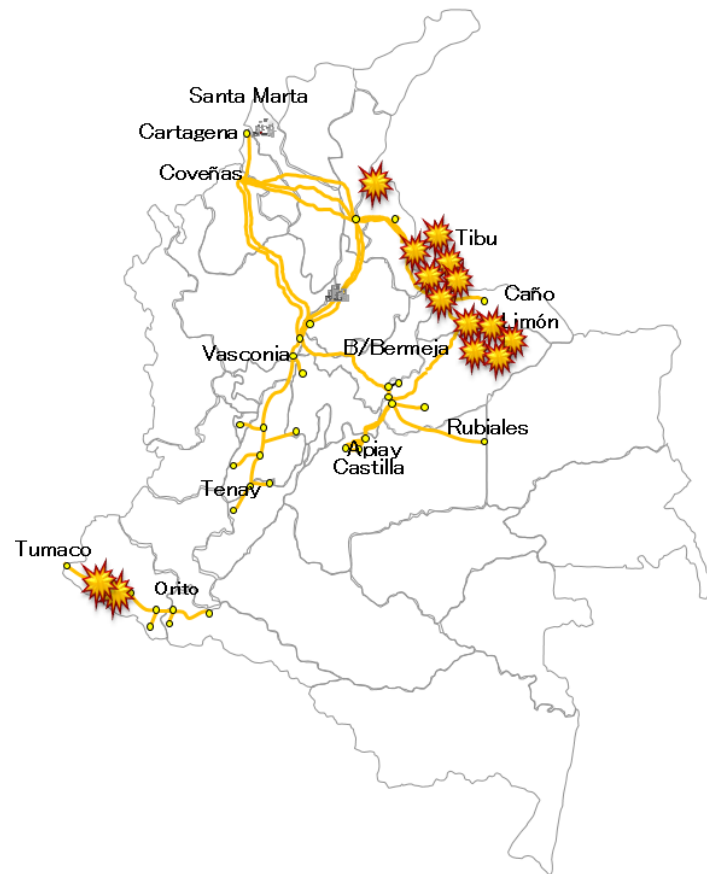 Santa Marta
Cartagena
Coveñas
Tibu
Caño
Limón
Vasconia
B/Bermeja
Rubiales
Apiay
Castilla
Tenay
Tumaco
Orito